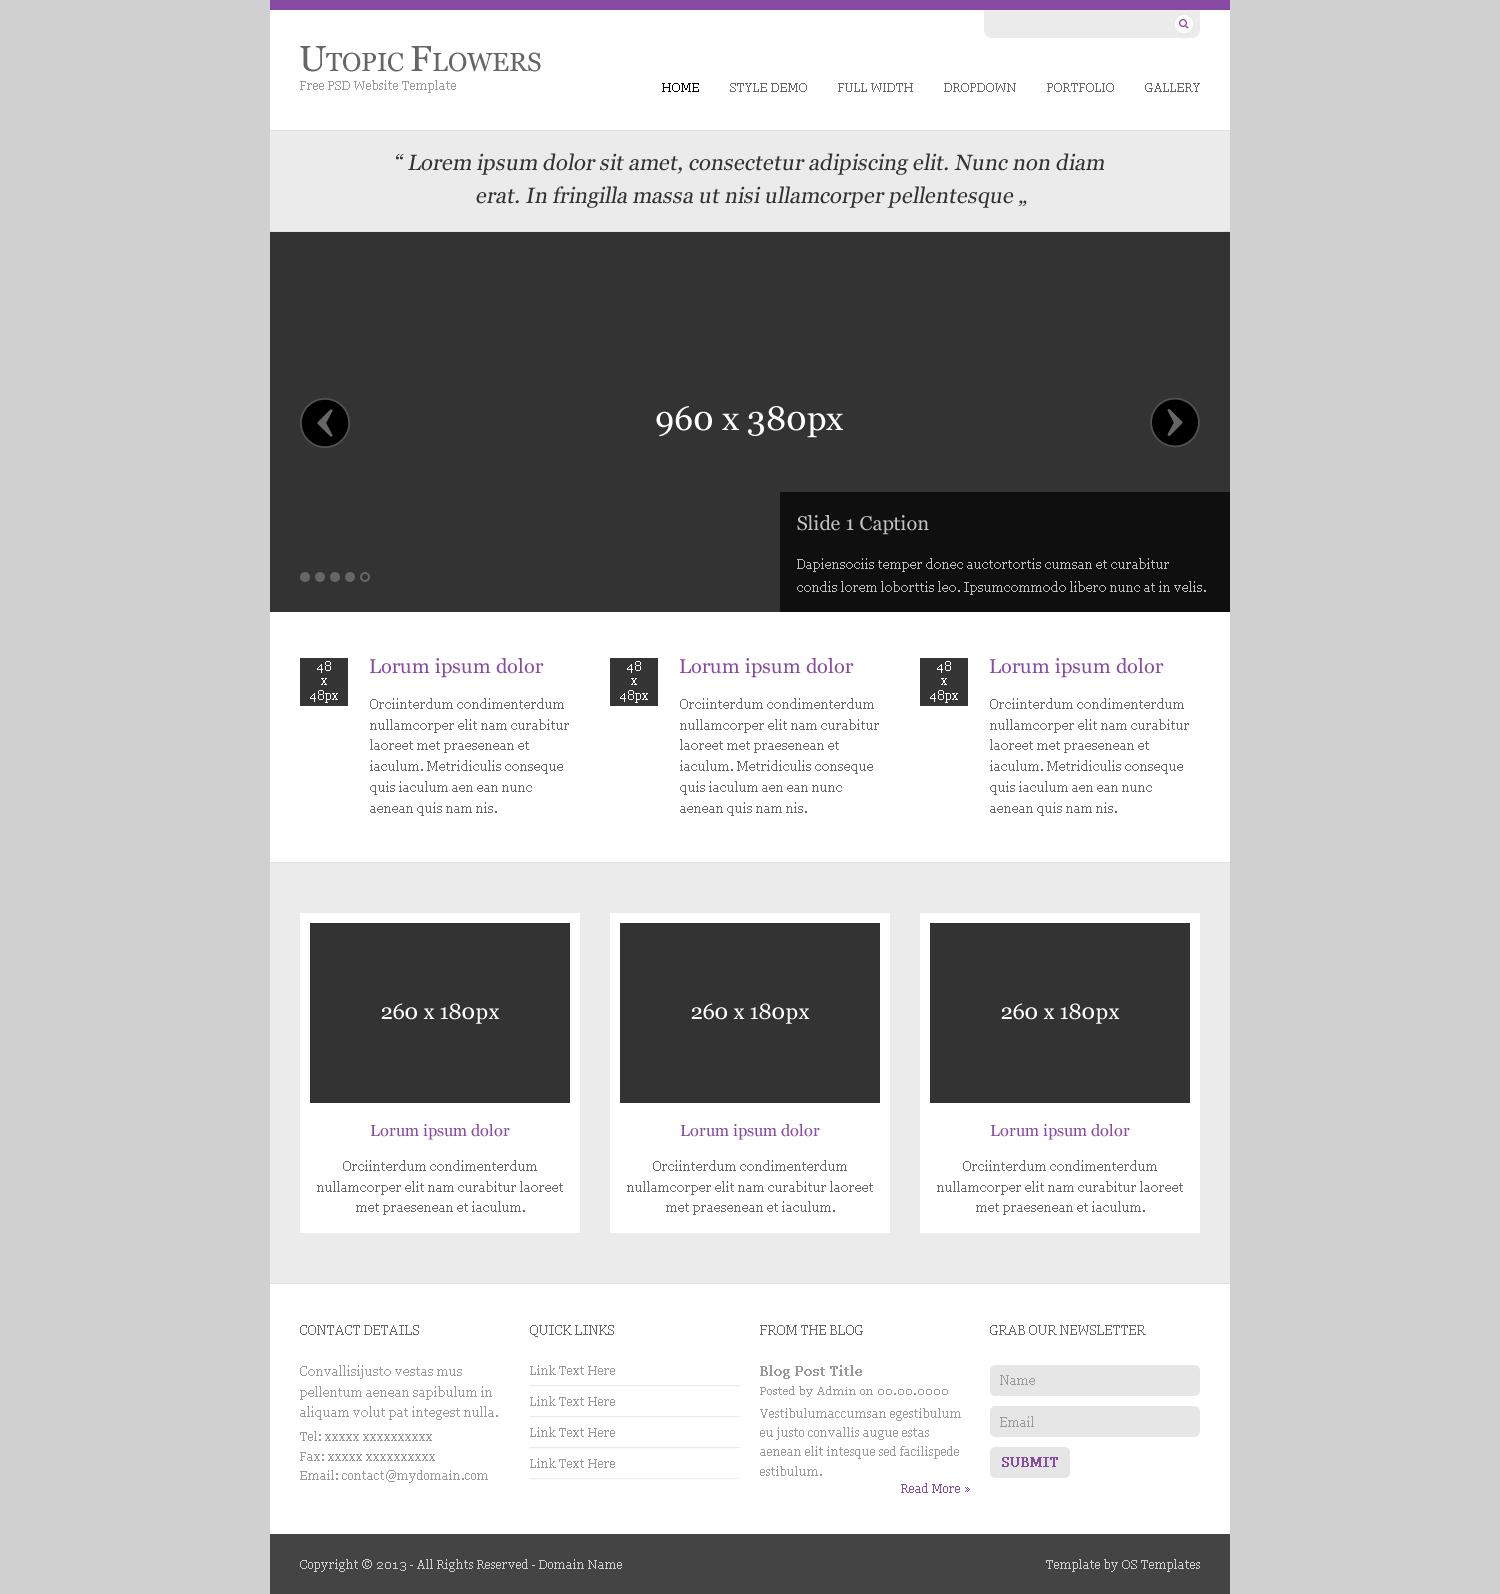 Utopic Flowers
Free PSD Website Template
HOME STYLE DEMO FULL WIDTH DROPDOWN PORTFOLIO GALLERY
“ Lorem ipsum dolor sit amet, consectetur adipiscing elit. Nunc non diam
erat. In fringilla massa ut nisi ullamcorper pellentesque „
960 x 380px
Slide 1 Caption
Dapiensociis temper donec auctortortis cumsan et curabitur
condis lorem loborttis leo. Ipsumcommodo libero nunc at in velis.
48
x
48px
Lorum ipsum dolor
Orciinterdum condimenterdum
nullamcorper elit nam curabitur
laoreet met praesenean et
iaculum. Metridiculis conseque
quis iaculum aen ean nunc
aenean quis nam nis.
48
x
48px
Lorum ipsum dolor
Orciinterdum condimenterdum
nullamcorper elit nam curabitur
laoreet met praesenean et
iaculum. Metridiculis conseque
quis iaculum aen ean nunc
aenean quis nam nis.
48
x
48px
Lorum ipsum dolor
Orciinterdum condimenterdum
nullamcorper elit nam curabitur
laoreet met praesenean et
iaculum. Metridiculis conseque
quis iaculum aen ean nunc
aenean quis nam nis.
260 x 180px
Lorum ipsum dolor
Orciinterdum condimenterdum
nullamcorper elit nam curabitur laoreet
met praesenean et iaculum.
260 x 180px
Lorum ipsum dolor
Orciinterdum condimenterdum
nullamcorper elit nam curabitur laoreet
met praesenean et iaculum.
260 x 180px
Lorum ipsum dolor
Orciinterdum condimenterdum
nullamcorper elit nam curabitur laoreet
met praesenean et iaculum.
CONTACT DETAILS
Convallisijusto vestas mus
pellentum aenean sapibulum in
aliquam volut pat integest nulla.
Tel: xxxxx xxxxxxxxxx
Fax: xxxxx xxxxxxxxxx
Email: contact@mydomain.com
QUICK LINKS
Link Text Here
Link Text Here
Link Text Here
Link Text Here
FROM THE BLOG
Blog Post Title
Posted by Admin on 00.00.0000
Vestibulumaccumsan egestibulum
eu justo convallis augue estas
aenean elit intesque sed facilispede
estibulum.
Read More »
GRAB OUR NEWSLETTER
Name
Email
SUBMIT
Copyright © 2013 - All Rights Reserved - Domain Name
Template by OS Templates